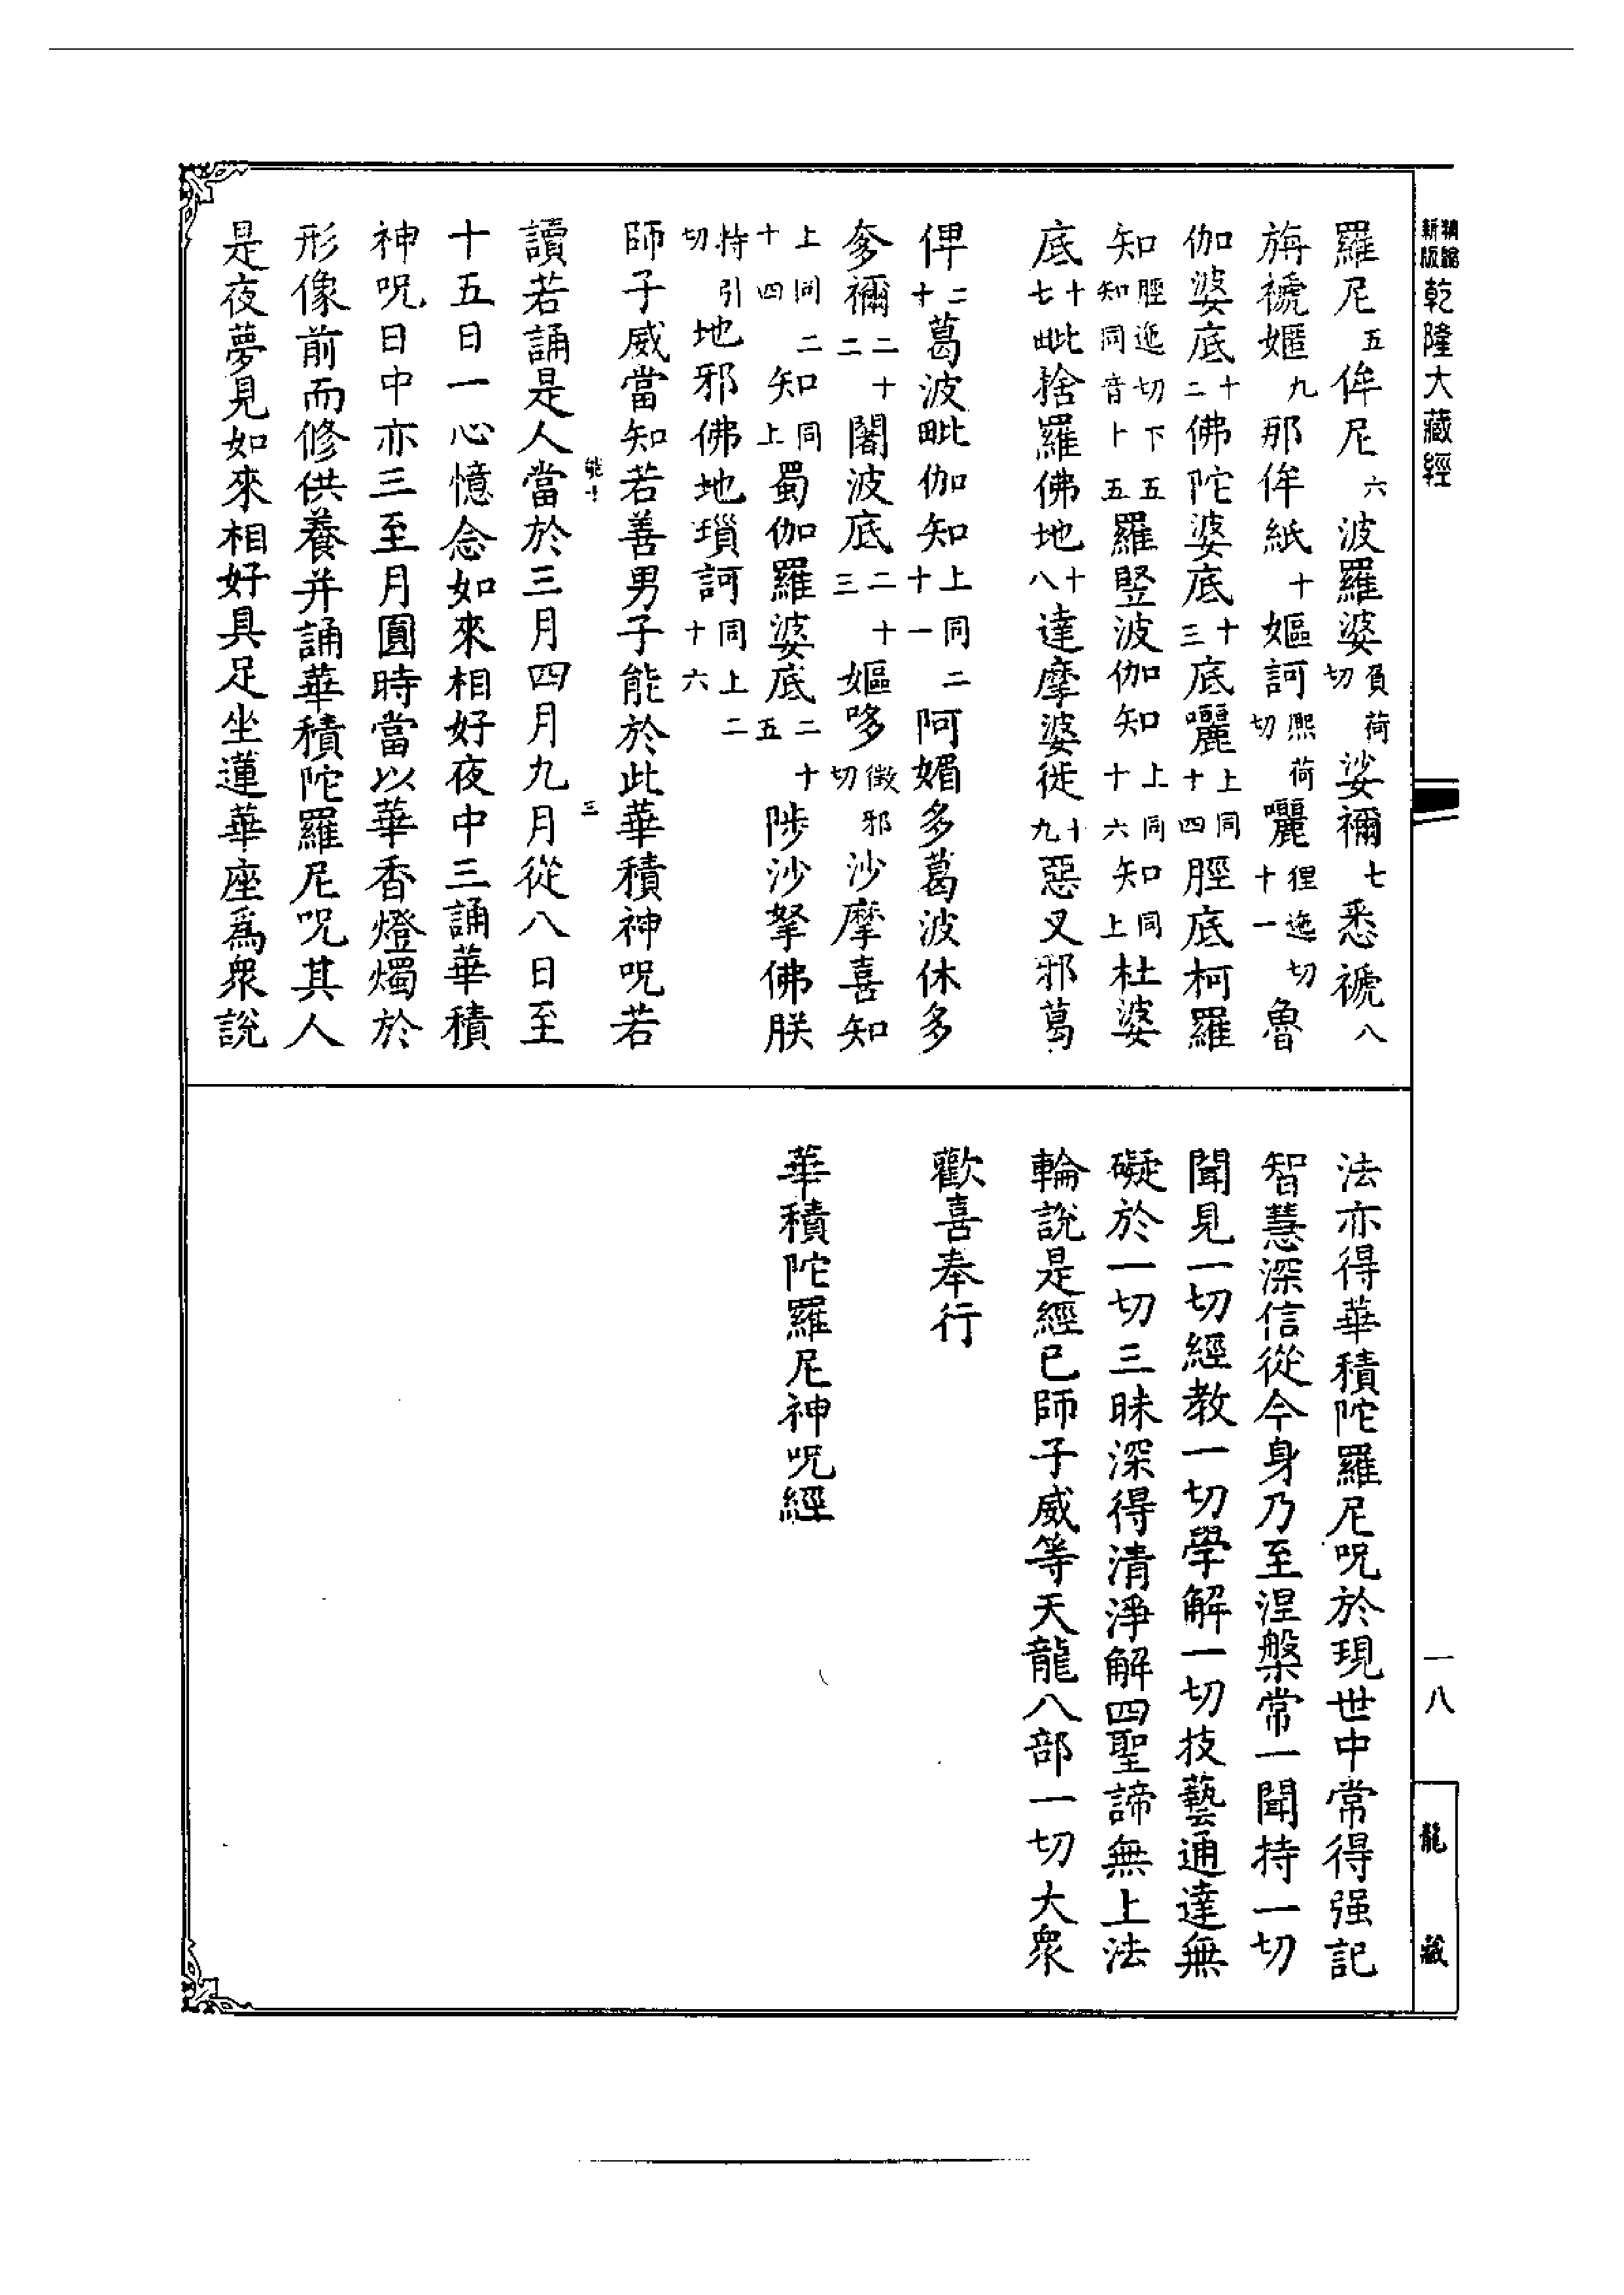 新版乾隆大藏經
羅尼五侔尼六波羅婆負荷切娑禰七悉褫八
旃褫嫗九那侔紙十嫗訶熙荷切囇十一狸迤切魯
伽婆底十二佛陀婆底十三底囇上同十四脛底柯羅
知脛迤切下五知同音十五羅竪波伽知上同十六知同上杜婆
底十七毗捨羅佛地十八達摩婆徙九十惡叉邪葛
俾二十葛波毗伽知上同二十一阿媚多葛波休多
奓禰二十二闍波底二十三嫗哆徵邪切沙摩喜知
上同二十四知同上蜀伽羅婆底二十五陟沙拏佛朕
持引切地邪佛地瑣訶同上二十六
師子威當知若善男子能於此華積神呪若
讀若誦是人當於三月四月九月從八日至
十五日一心憶念如來相好夜中三誦華積
神呪日中亦三至月圓時當以華香燈燭於
形像前而修供養并誦華積陀羅尼呪其人
是夜夢見如來相好具足坐蓮華座爲衆說
法亦得華積陀羅尼呪於現世中常得强記
智慧深信從今身乃至涅槃常一聞持一切
聞見一切經教一切學解一切技藝通達無
礙於一切三昧深得清淨解四聖諦無上法
輪說是經已師子威等天龍八部一切大衆
歡喜奉行
華積陀羅尼神呪經
一八
龍藏